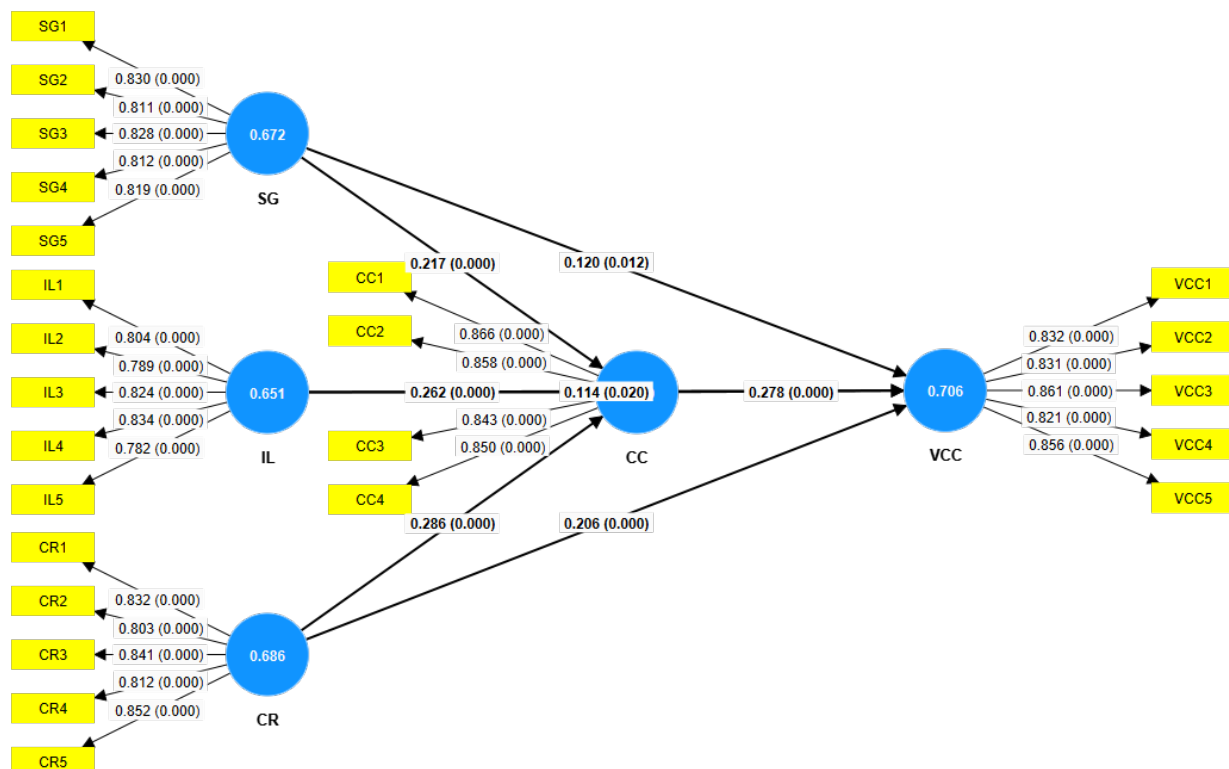 SG1
SG2
SG3
SG4
SG5
0.830 (0.000)
0.811 (0.000)
0.828 (0.000)
0.812 (0.000)
0.819 (0.000)
0.672
SG
IL1
IL2
IL3
IL4
IL5
0.804 (0.000)
0.789 (0.000)
0.824 (0.000)
0.834 (0.000)
0.782 (0.000)
0.651
IL
CR1
CR2
CR3
CR4
CR5
0.832 (0.000)
0.803 (0.000)
0.841 (0.000)
0.812 (0.000)
0.852 (0.000)
0.686
CR
0.217 (0.000)
0.120 (0.012)
CC1
CC2
CC3
CC4
0.866 (0.000)
0.858 (0.000)
0.843 (0.000)
0.850 (0.000)
0.262 (0.000)
0.114 (0.020)
0.278 (0.000)
CC
0.286 (0.000)
0.206 (0.000)
0.706
VCC
0.832 (0.000)
0.831 (0.000)
0.861 (0.000)
0.821 (0.000)
0.856 (0.000)
VCC1
VCC2
VCC3
VCC4
VCC5